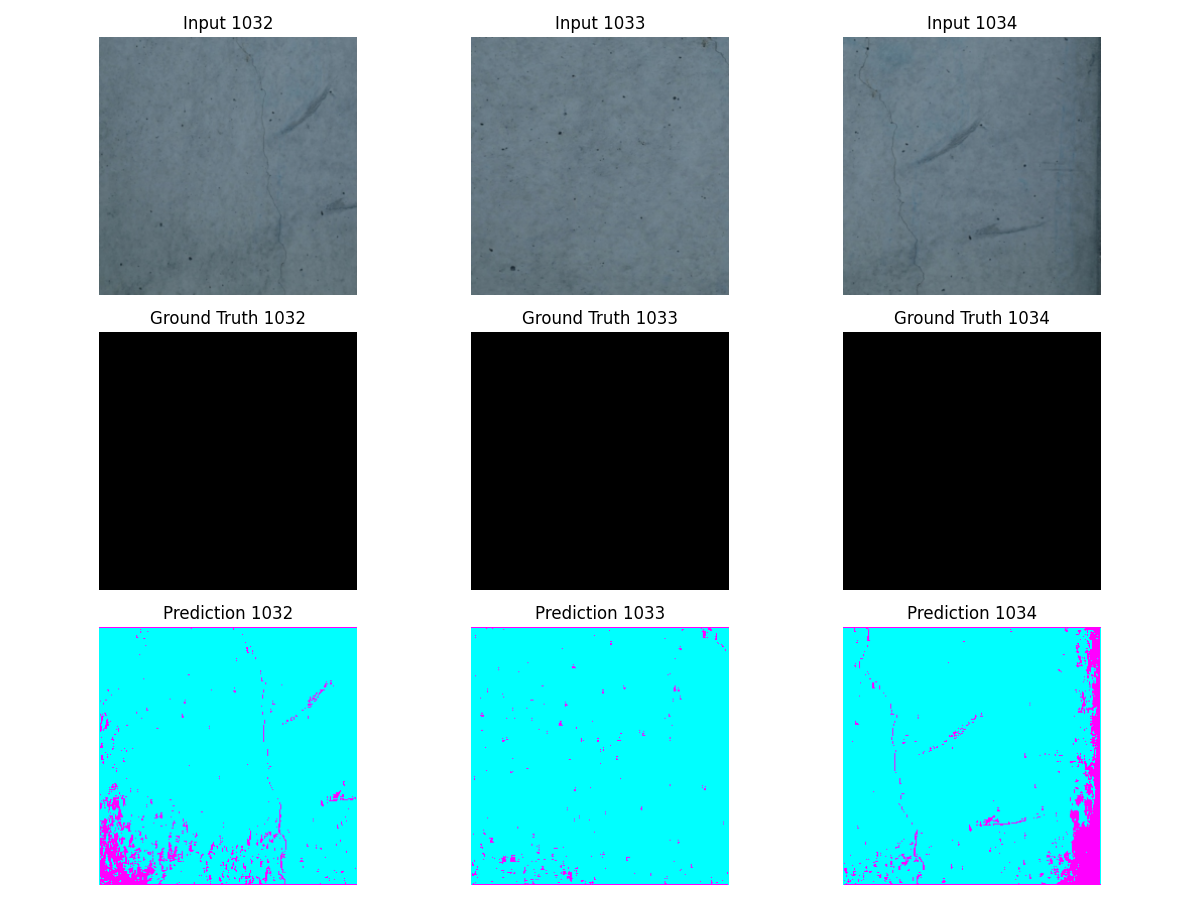 Input 1032
Input 1033
Input 1034
Ground Truth 1032
Ground Truth 1033
Ground Truth 1034
Prediction 1032
Prediction 1033
Prediction 1034